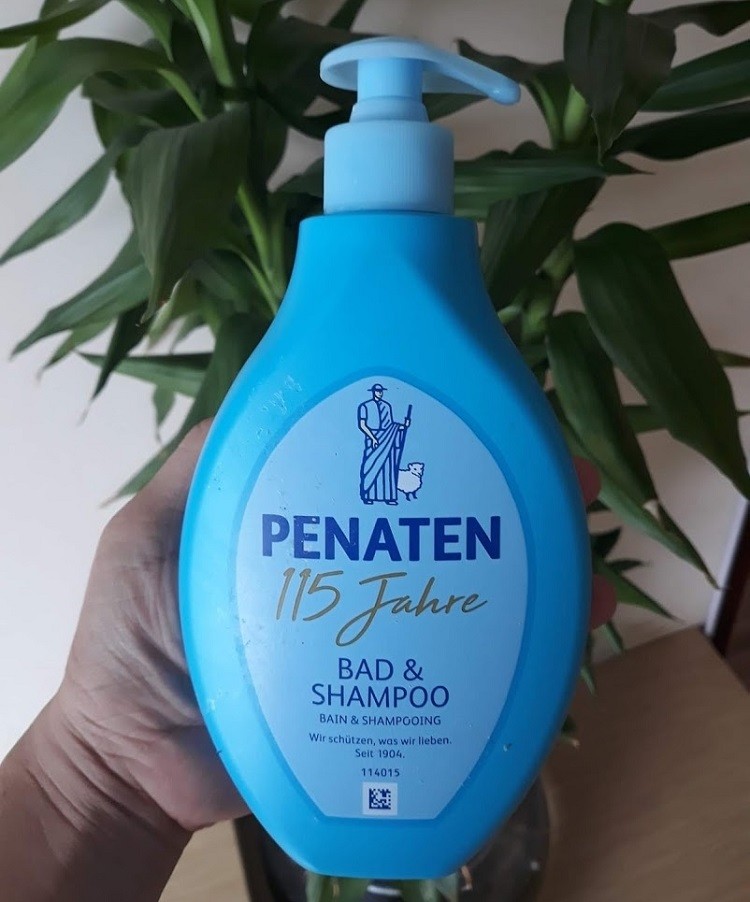 PENATEN
115 Jahre
BAD &
SHAMPOO
BAIN & SHAMPOOING
Wir schützen, was wir lieben.
Seit 1904.
114015